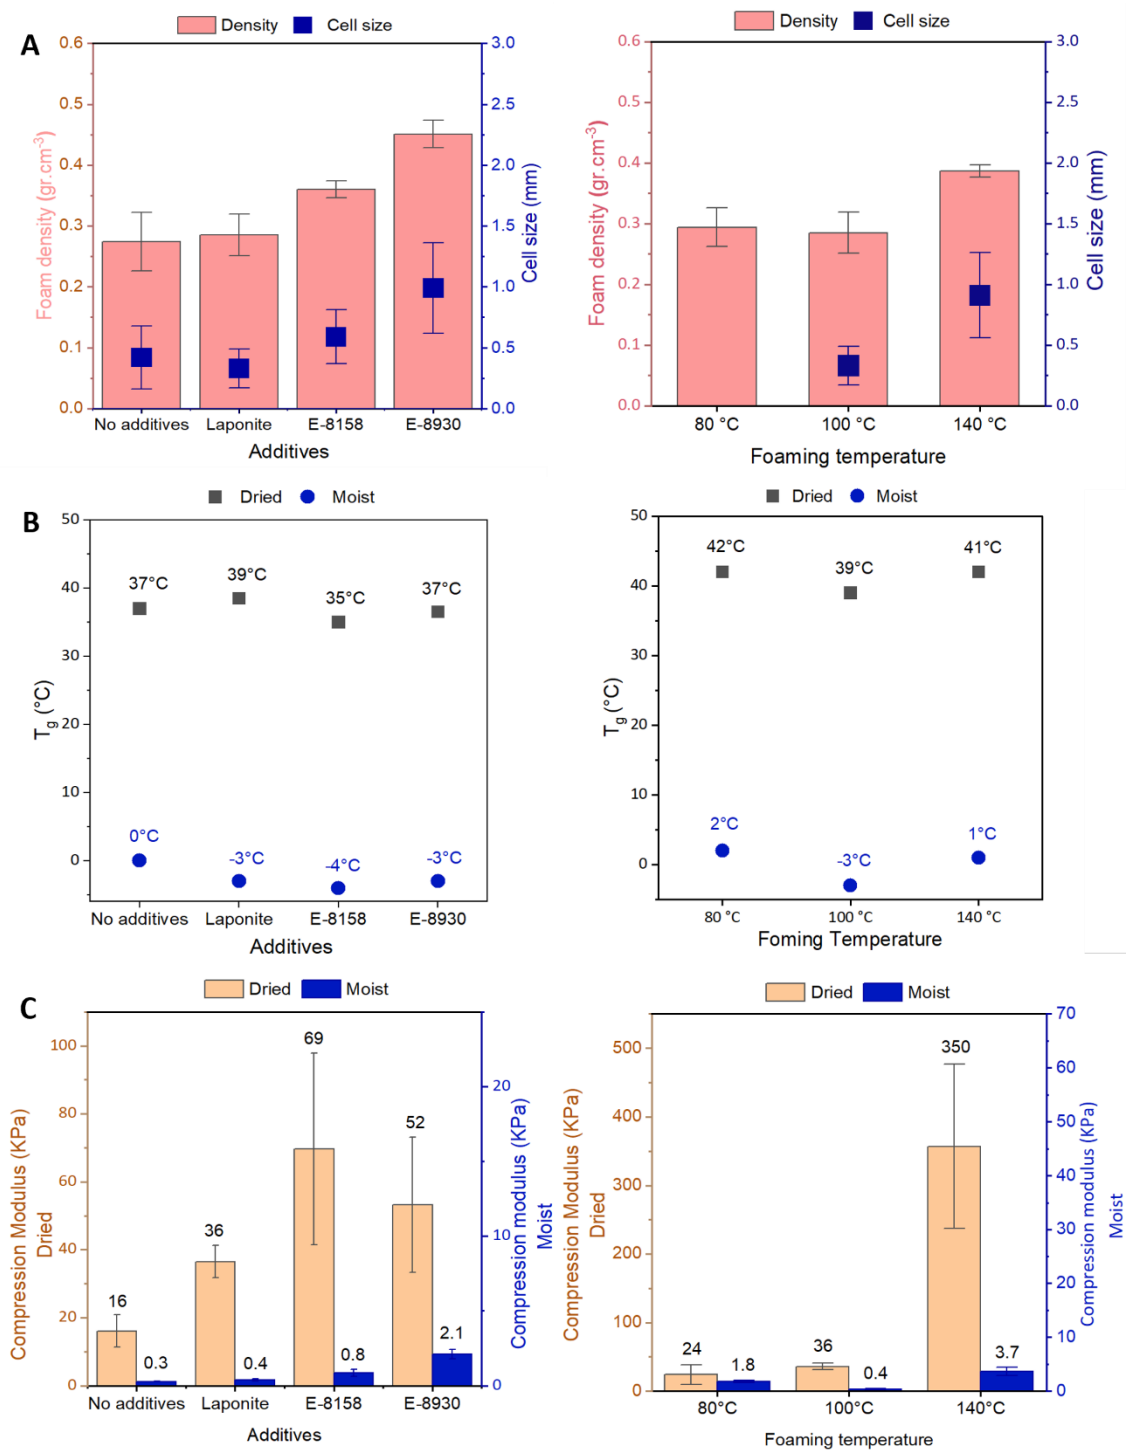 A
Density Cell size
0.6
0.5
0.4
0.3
0.2
0.1
0.0
Foam density (gr.cm-3)
3.0
2.5
2.0
1.5
1.0
0.5
0.0
Cell size (mm)
No additives Laponite E-8158 E-8930
Additives
Density Cell size
0.6
0.5
0.4
0.3
0.2
0.1
0.0
Foam density (gr.cm-3)
3.0
2.5
2.0
1.5
1.0
0.5
0.0
Cell size (mm)
80 °C 100 °C 140 °C
Foaming temperature
B
Dried Moist
50
40
30
20
10
0
Tg (°C)
37°C 39°C 35°C 37°C
0°C -3°C -4°C -3°C
No additives Laponite E-8158 E-8930
Additives
Dried Moist
50
40
30
20
10
0
Tg (°C)
42°C 39°C 41°C
2°C -3°C 1°C
80 °C 100 °C 140 °C
Foming Temperature
C
Dried Moist
100
80
60
40
20
0
Compression Modulus (KPa)
Dried
20
10
0
Compression modulus (KPa)
Moist
16 0.3 36 0.4 69 0.8 52 2.1
No additives Laponite E-8158 E-8930
Additives
Dried Moist
500
400
300
200
100
0
Compression Modulus (KPa)
Dried
70
60
50
40
30
20
10
0
Compression modulus (KPa)
Moist
24 1.8 36 0.4 350 3.7
80°C 100°C 140°C
Foaming temperature